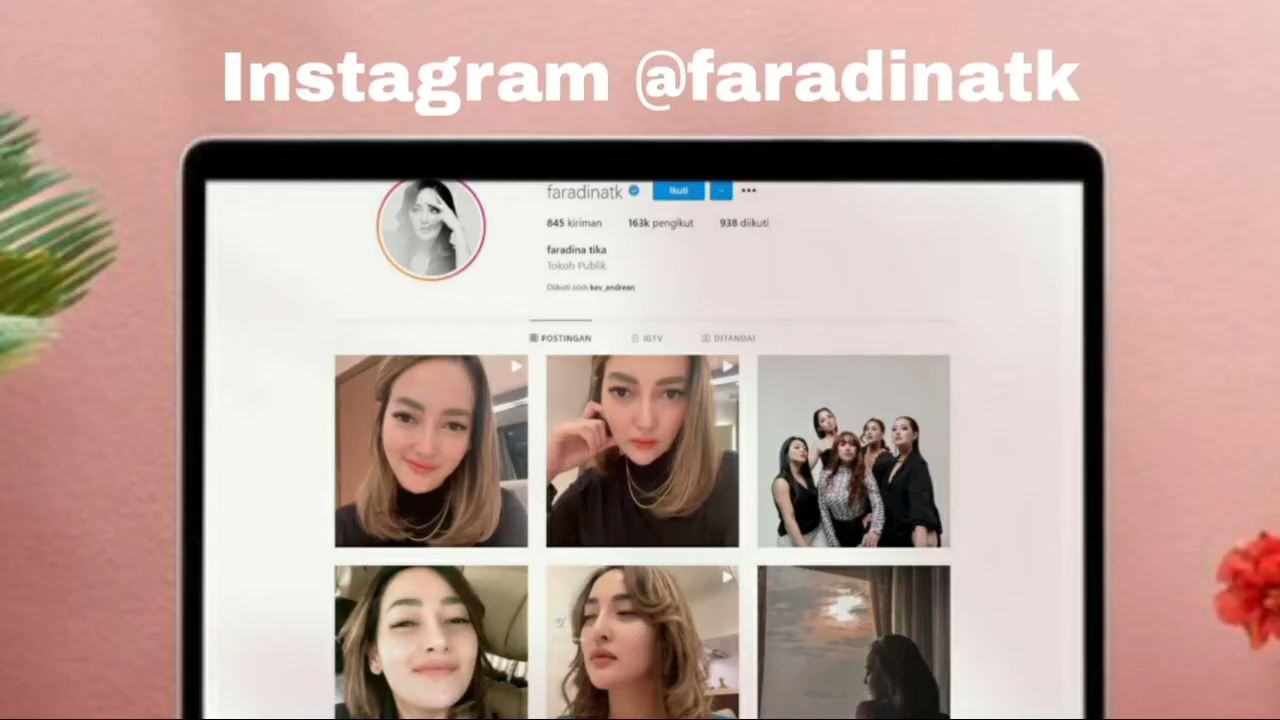 Instagram @faradinatk
faradinatk Ikuti
845 kiriman 163k pengikut 938 diikuti
faradina tika
Tokoh Publik
Diikuti oleh kev_andrean
POSTINGAN IGTV DITANDAI